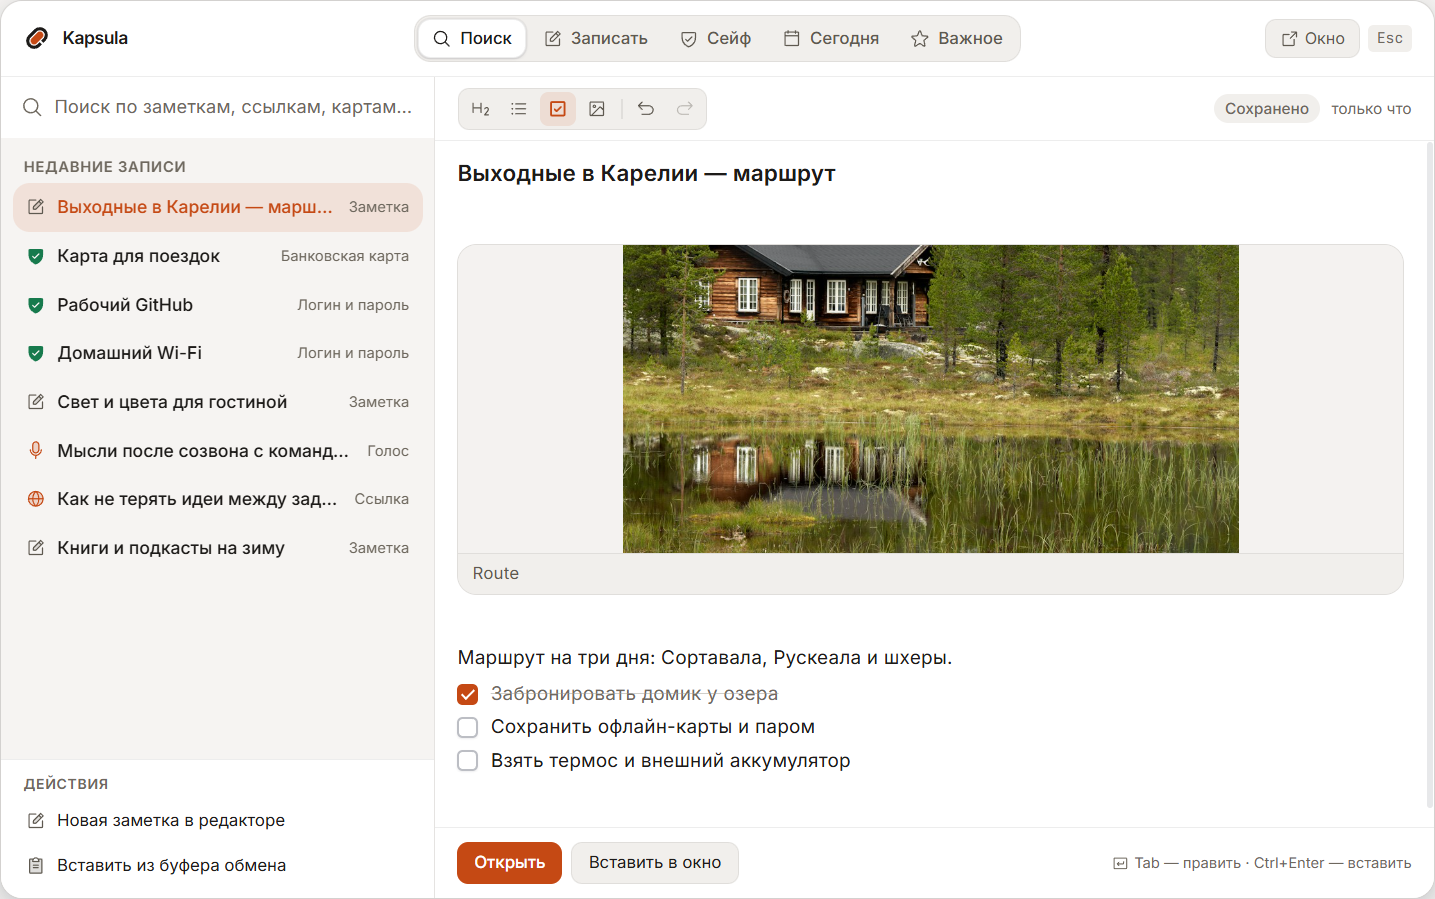 Kapsula
Поиск
Записать
Сейф
Сегодня
Важное
Окно
Esc
Поиск по заметкам, ссылкам, картам...
H2
Сохранено
только что
НЕДАВНИЕ ЗАПИСИ
Выходные в Карелии — марш... Заметка
Карта для поездок Банковская карта
Рабочий GitHub Логин и пароль
Домашний Wi-Fi Логин и пароль
Свет и цвета для гостиной Заметка
Мысли после созвона с команд... Голос
Как не терять идеи между зад... Ссылка
Книги и подкасты на зиму Заметка
ДЕЙСТВИЯ
Новая заметка в редакторе
Вставить из буфера обмена
Выходные в Карелии — маршрут
Route
Маршрут на три дня: Сортавала, Рускеала и шхеры.
Забронировать домик у озера
Сохранить офлайн-карты и паром
Взять термос и внешний аккумулятор
Открыть
Вставить в окно
Tab — править · Ctrl+Enter — вставить